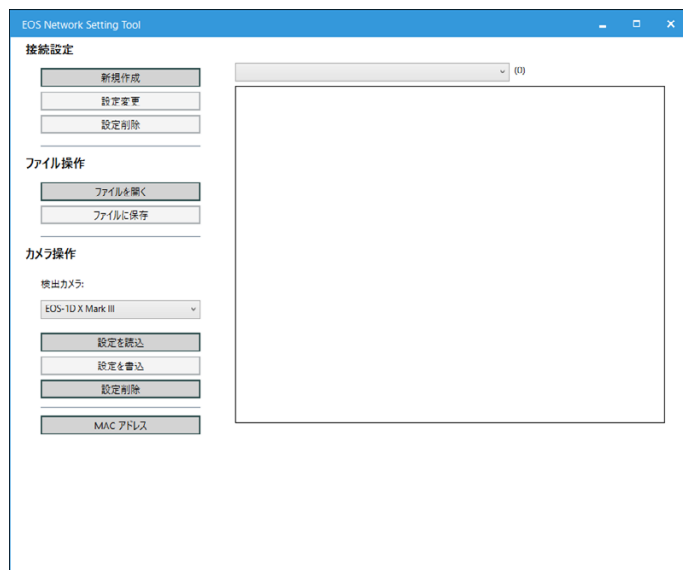 EOS Network Setting Tool
接続設定
新規作成
(0)
設定変更
設定削除
ファイル操作
ファイルを開く
ファイルに保存
カメラ操作
検出カメラ:
EOS-1D X Mark III
設定を読込
設定を書込
設定削除
MAC アドレス